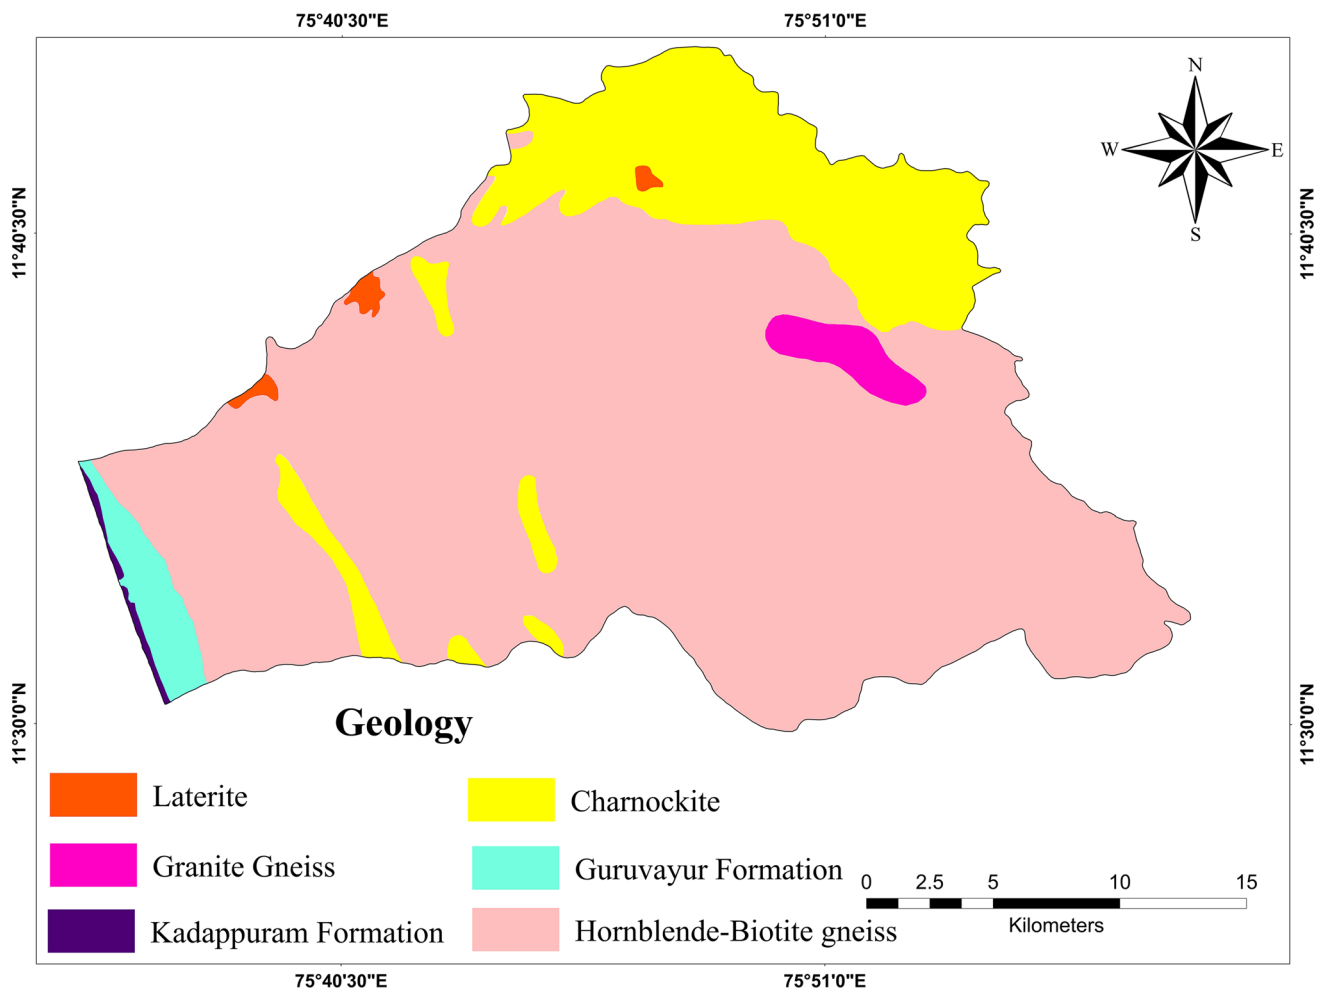 75°40'30"E 75°51'0"E
N
W E
S
11°40'30"N 11°40'30"N
11°30'0"N 11°30'0"N
Geology
Laterite Charnockite
Granite Gneiss Guruvayur Formation
0 2.5 5 10 15
Kilometers
Kadappuram Formation Hornblende-Biotite gneiss
75°40'30"E 75°51'0"E